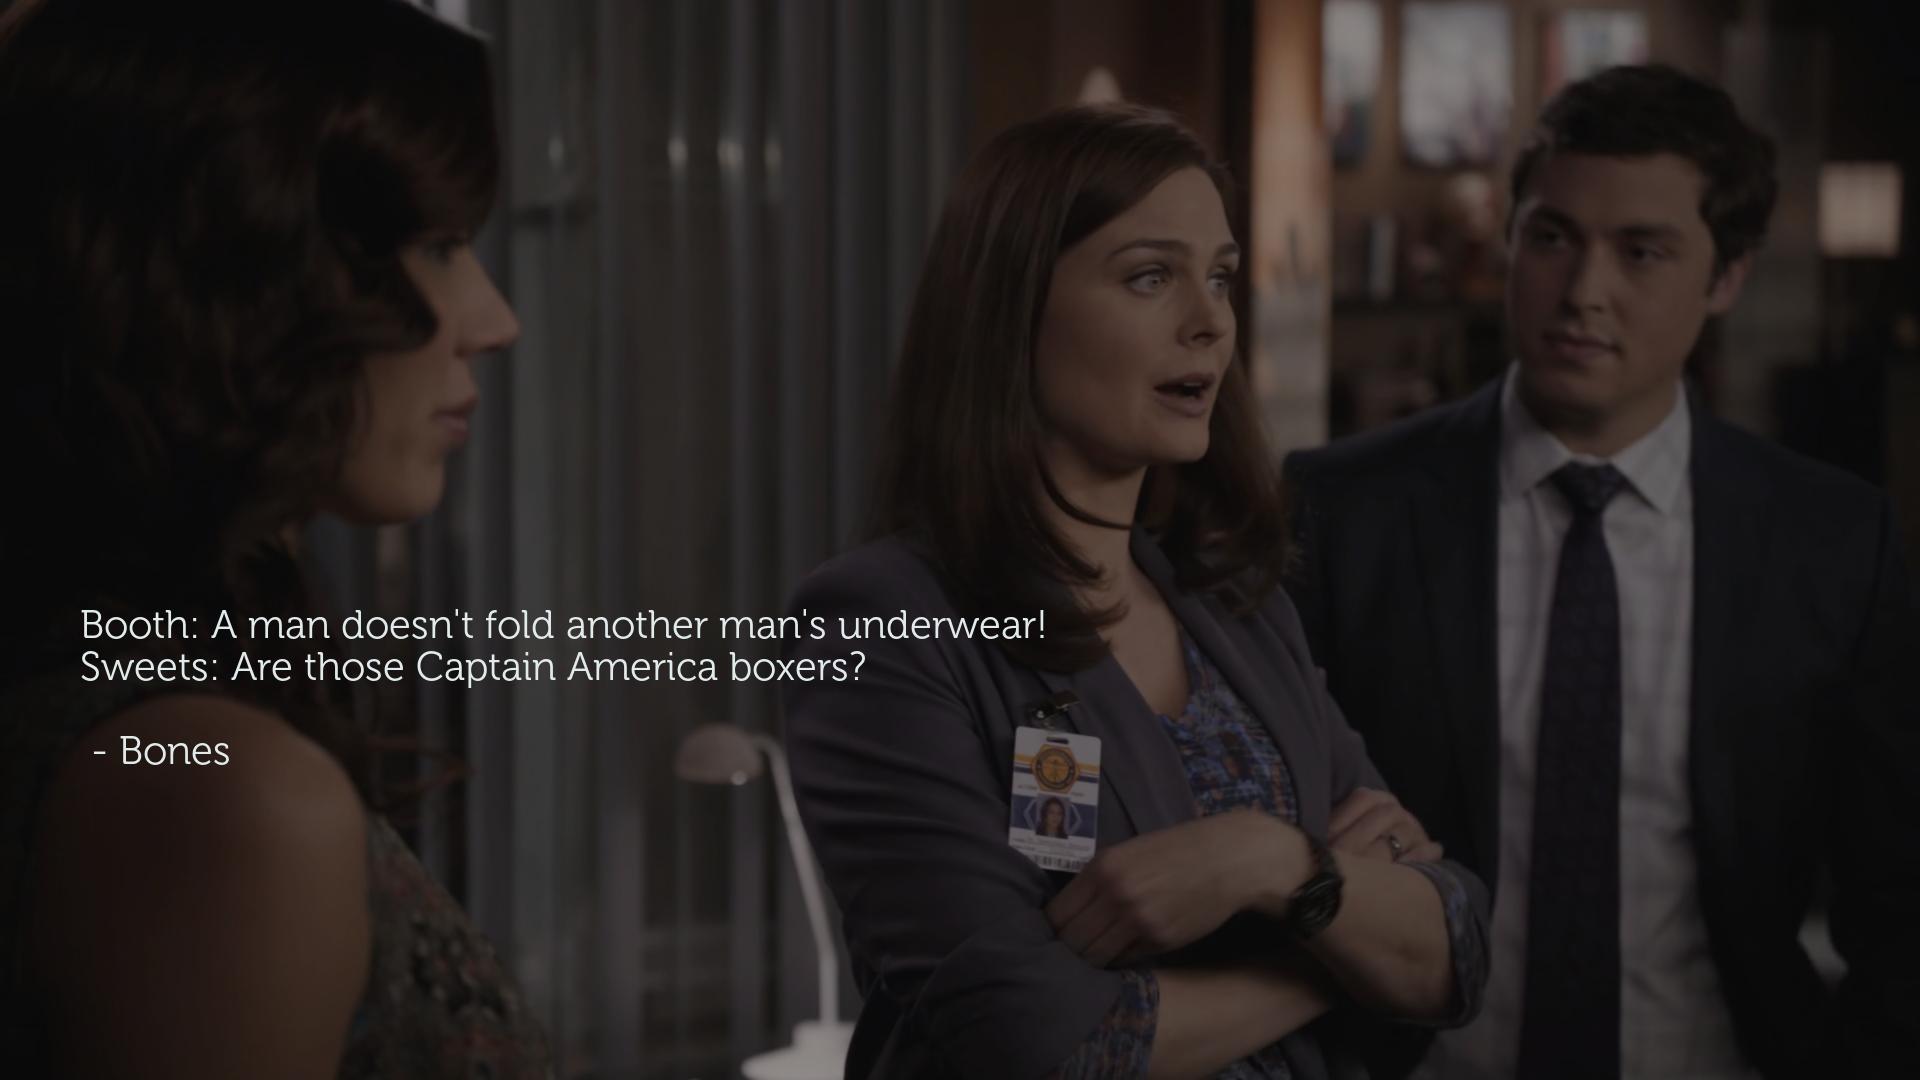 Booth: A man doesn't fold another man's underwear!
Sweets: Are those Captain America boxers?
- Bones